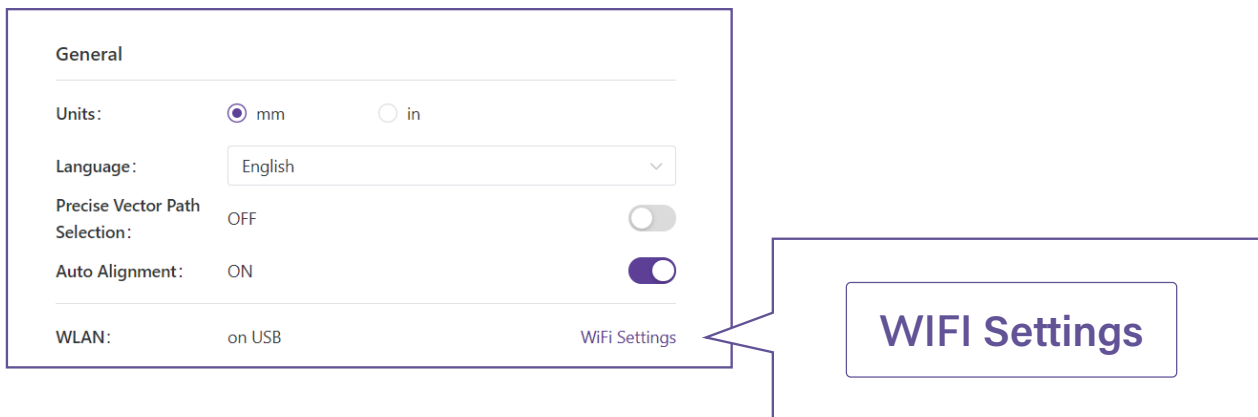 General
Units: mm in
Language: English
Precise Vector Path
Selection: OFF
Auto Alignment: ON
WLAN: on USB WiFi Settings
WIFI Settings